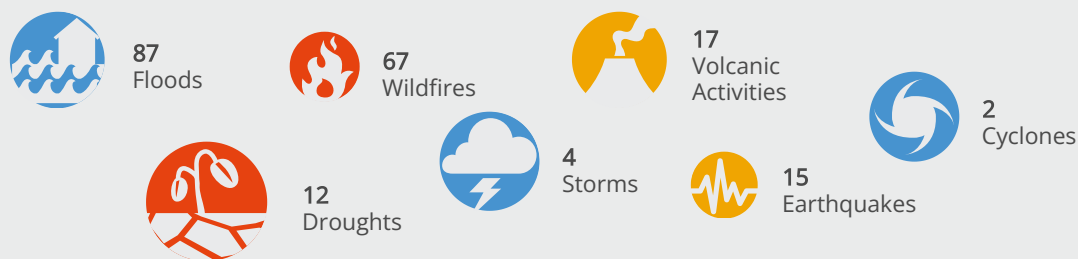 87
Floods
67
Wildfires
17
Volcanic
Activities
2
Cyclones
12
Droughts
4
Storms
15
Earthquakes